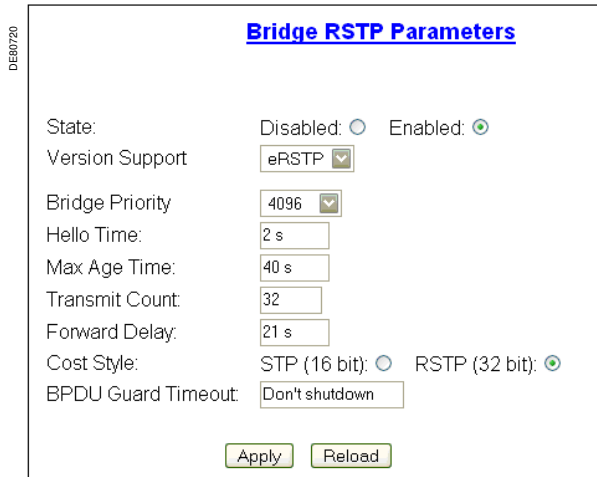 DE80720
Bridge RSTP Parameters
State: Disabled: Enabled:
Version Support eRSTP
Bridge Priority 4096
Hello Time: 2 s
Max Age Time: 40 s
Transmit Count: 32
Forward Delay: 21 s
Cost Style: STP (16 bit): RSTP (32 bit):
BPDU Guard Timeout: Don't shutdown
Apply Reload